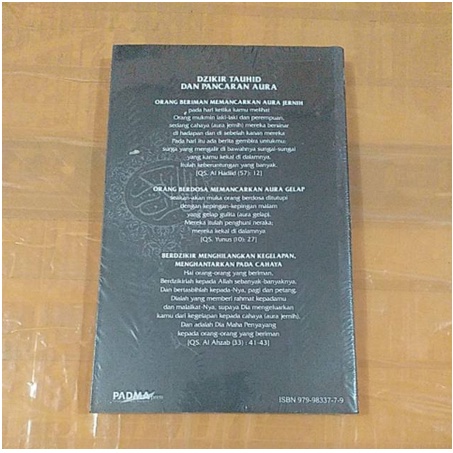 DZIKIR TAUHID
DAN PANCARAN AURA
ORANG BERIMAN MEMANCARKAN AURA JERNIH
pada hari ketika kamu melihat
Orang mukmin laki-laki dan perempuan,
sedang cahaya (aura jernih) mereka bersinar
di hadapan dan di sebelah kanan mereka
Pada hari itu ada berita gembira untukmu:
surga yang mengalir di bawahnya sungai-sungai
yang kamu kekal di dalamnya.
Itulah keberuntungan yang banyak.
[QS. Al Hadid (57): 12]
ORANG BERDOSA MEMANCARKAN AURA GELAP
seakan-akan muka orang berdosa ditutupi
dengan kepingan-kepingan malam
yang gelap gulita (aura gelap).
Mereka itulah penghuni neraka;
mereka kekal di dalamnya
[QS. Yunus (10): 27]
BERDZIKIR MENGHILANGKAN KEGELAPAN,
MENGHANTARKAN PADA CAHAYA
Hai orang-orang yang beriman,
Berdzikirlah kepada Allah sebanyak-banyaknya.
Dan bertasbihlah kepada-Nya, pagi dan petang,
Dialah yang memberi rahmat kepadamu
dan malaikat-Nya, supaya Dia mengeluarkan
kamu dari kegelapan kepada cahaya (aura jernih).
Dan adalah Dia Maha Penyayang
kepada orang-orang yang beriman
[QS. Al Ahzab (33) : 41-43]
PADMA
ISBN 979-98337-7-9